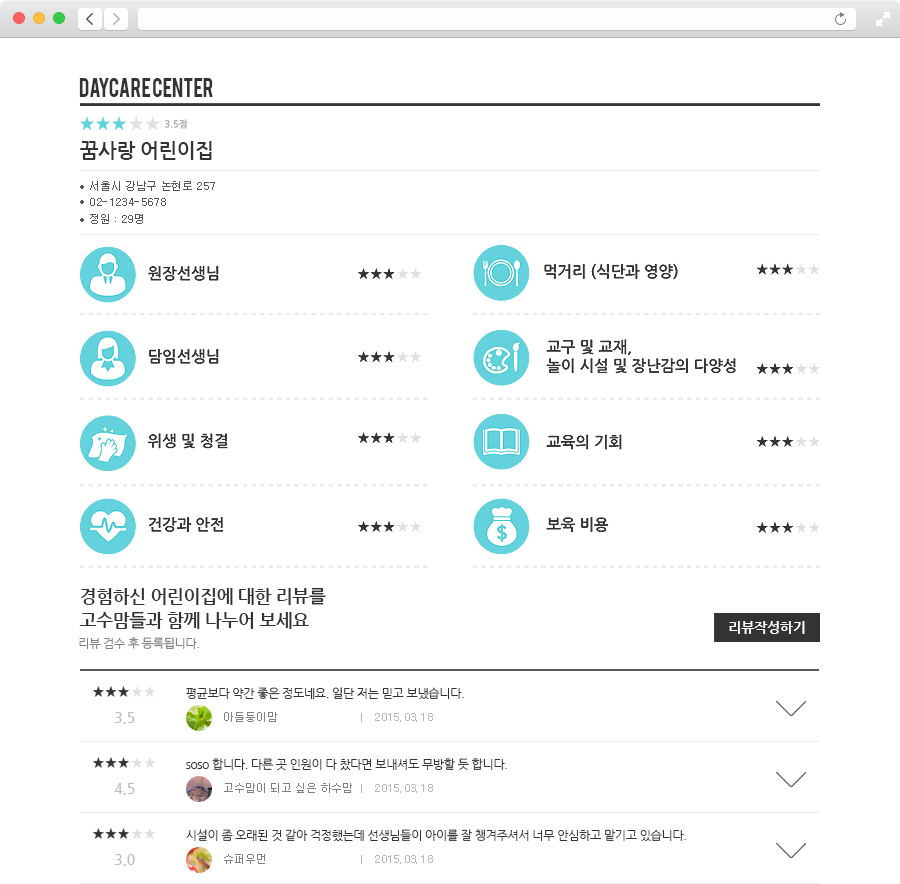 DAYCARE CENTER
3.5점
꿈사랑 어린이집
서울시 강남구 논현로 257
02-1234-5678
정원 : 29명
원장선생님
먹거리 (식단과 영양)
담임선생님
교구 및 교재,
놀이 시설 및 장난감의 다양성
위생 및 청결
교육의 기회
건강과 안전
보육 비용
경험하신 어린이집에 대한 리뷰를
고수맘들과 함께 나누어 보세요
리뷰 검수 후 등록됩니다.
리뷰작성하기
평균보다 약간 좋은 정도네요. 일단 저는 믿고 보냈습니다.
3.5 아들둥이맘 | 2015.03.18
soso 합니다. 다른 곳 인원이 다 찼다면 보내셔도 무방할 듯 합니다.
4.5 고수맘이 되고 싶은 하수맘 | 2015.03.18
시설이 좀 오래된 것 같아 걱정했는데 선생님들이 아이를 잘 챙겨주셔서 너무 안심하고 맡기고 있습니다.
3.0 슈퍼우먼 | 2015.03.18